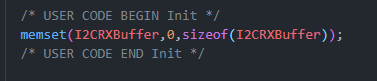 /* USER CODE BEGIN Init */
memset(I2CRXBuffer,0,sizeof(I2CRXBuffer));
/* USER CODE END Init */